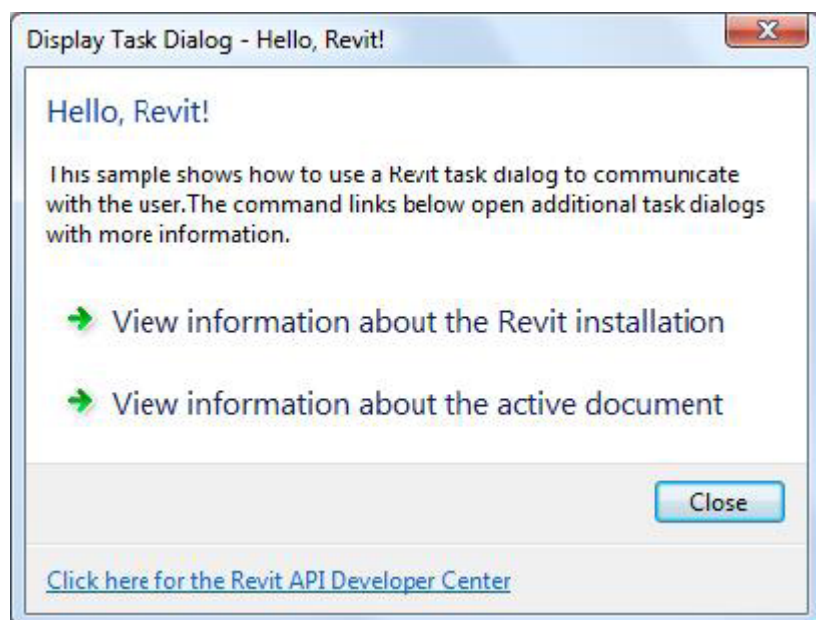 Display Task Dialog - Hello, Revit!
Hello, Revit!
This sample shows how to use a Revit task dialog to communicate
with the user.The command links below open additional task dialogs
with more information.
View information about the Revit installation
View information about the active document
Close
Click here for the Revit API Developer Center